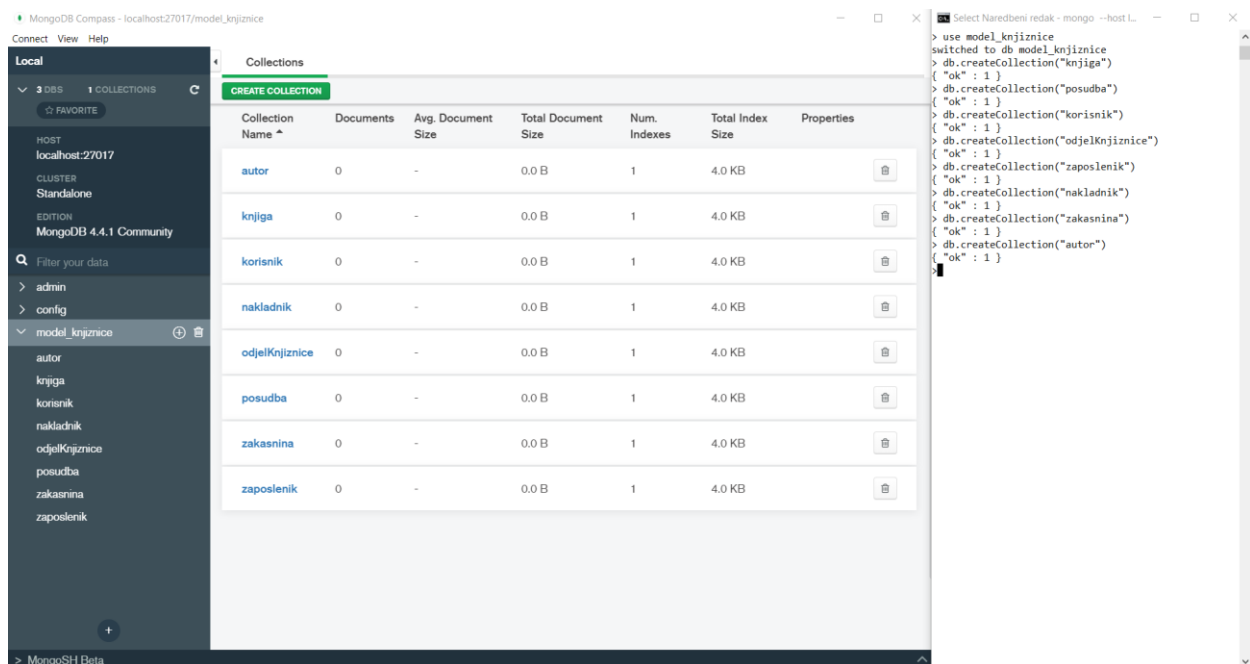 MongoDB Compass - localhost:27017/model_knjiznice
Connect View Help
Local
3 DBS 1 COLLECTIONS
FAVORITE
HOST
localhost:27017
CLUSTER
Standalone
EDITION
MongoDB 4.4.1 Community
Filter your data
> admin
> config
model_knjiznice
autor
knjiga
korisnik
nakladnik
odjelKnjiznice
posudba
zakasnina
zaposlenik
> MongoSH Beta
Collections
CREATE COLLECTION
Collection Name Documents Avg. Document Size Total Document Size Num. Indexes Total Index Size Properties
autor 0 - 0.0 B 1 4.0 KB
knjiga 0 - 0.0 B 1 4.0 KB
korisnik 0 - 0.0 B 1 4.0 KB
nakladnik 0 - 0.0 B 1 4.0 KB
odjelKnjiznice 0 - 0.0 B 1 4.0 KB
posudba 0 - 0.0 B 1 4.0 KB
zakasnina 0 - 0.0 B 1 4.0 KB
zaposlenik 0 - 0.0 B 1 4.0 KB
Select Naredbeni redak - mongo --host l...
> use model_knjiznice
switched to db model_knjiznice
> db.createCollection("knjiga")
{ "ok" : 1 }
> db.createCollection("posudba")
{ "ok" : 1 }
> db.createCollection("korisnik")
{ "ok" : 1 }
> db.createCollection("odjelKnjiznice")
{ "ok" : 1 }
> db.createCollection("zaposlenik")
{ "ok" : 1 }
> db.createCollection("nakladnik")
{ "ok" : 1 }
> db.createCollection("zakasnina")
{ "ok" : 1 }
> db.createCollection("autor")
{ "ok" : 1 }
>